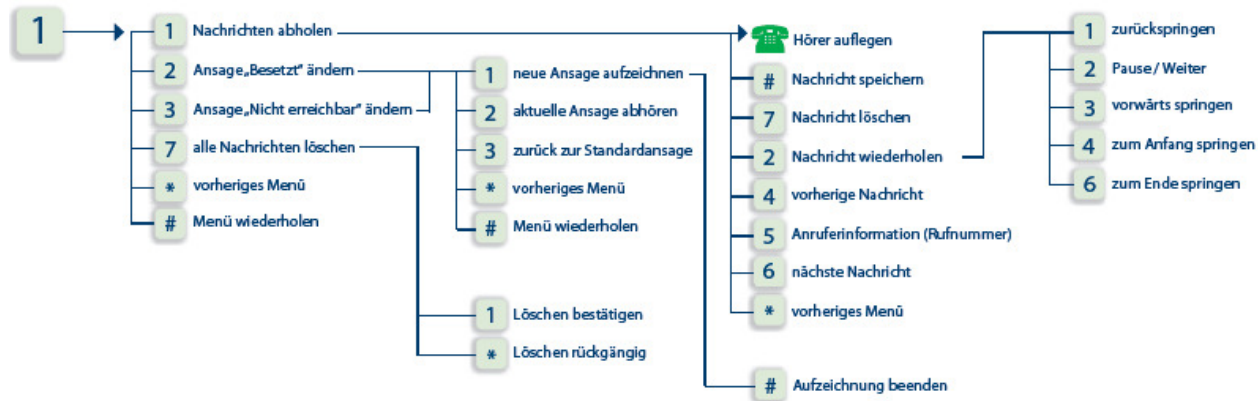 1
1 Nachrichten abholen
2 Ansage „Besetzt" ändern
3 Ansage „Nicht erreichbar" ändern
7 alle Nachrichten löschen
* vorheriges Menü
# Menü wiederholen
1 neue Ansage aufzeichnen
2 aktuelle Ansage abhören
3 zurück zur Standardansage
* vorheriges Menü
# Menü wiederholen
1 Löschen bestätigen
* Löschen rückgängig
Hörer auflegen
# Nachricht speichern
7 Nachricht löschen
2 Nachricht wiederholen
4 vorherige Nachricht
5 Anruferinformation (Rufnummer)
6 nächste Nachricht
* vorheriges Menü
# Aufzeichnung beenden
1 zurückspringen
2 Pause / Weiter
3 vorwärts springen
4 zum Anfang springen
6 zum Ende springen